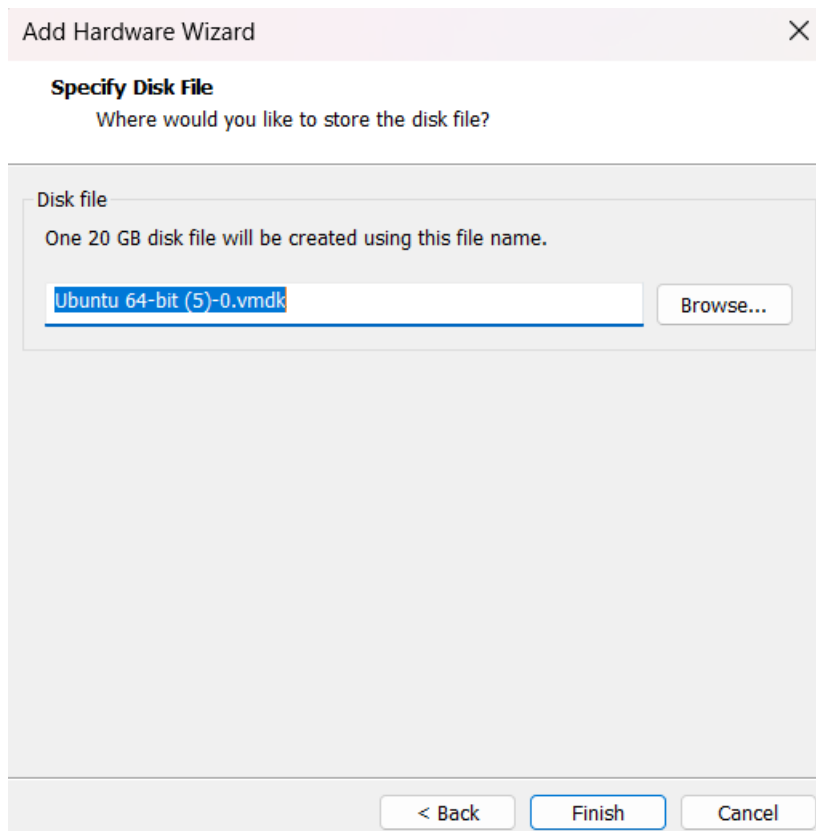 Add Hardware Wizard
Specify Disk File
Where would you like to store the disk file?
Disk file
One 20 GB disk file will be created using this file name.
Ubuntu 64-bit (5)-0.vmdk
Browse...
< Back
Finish
Cancel